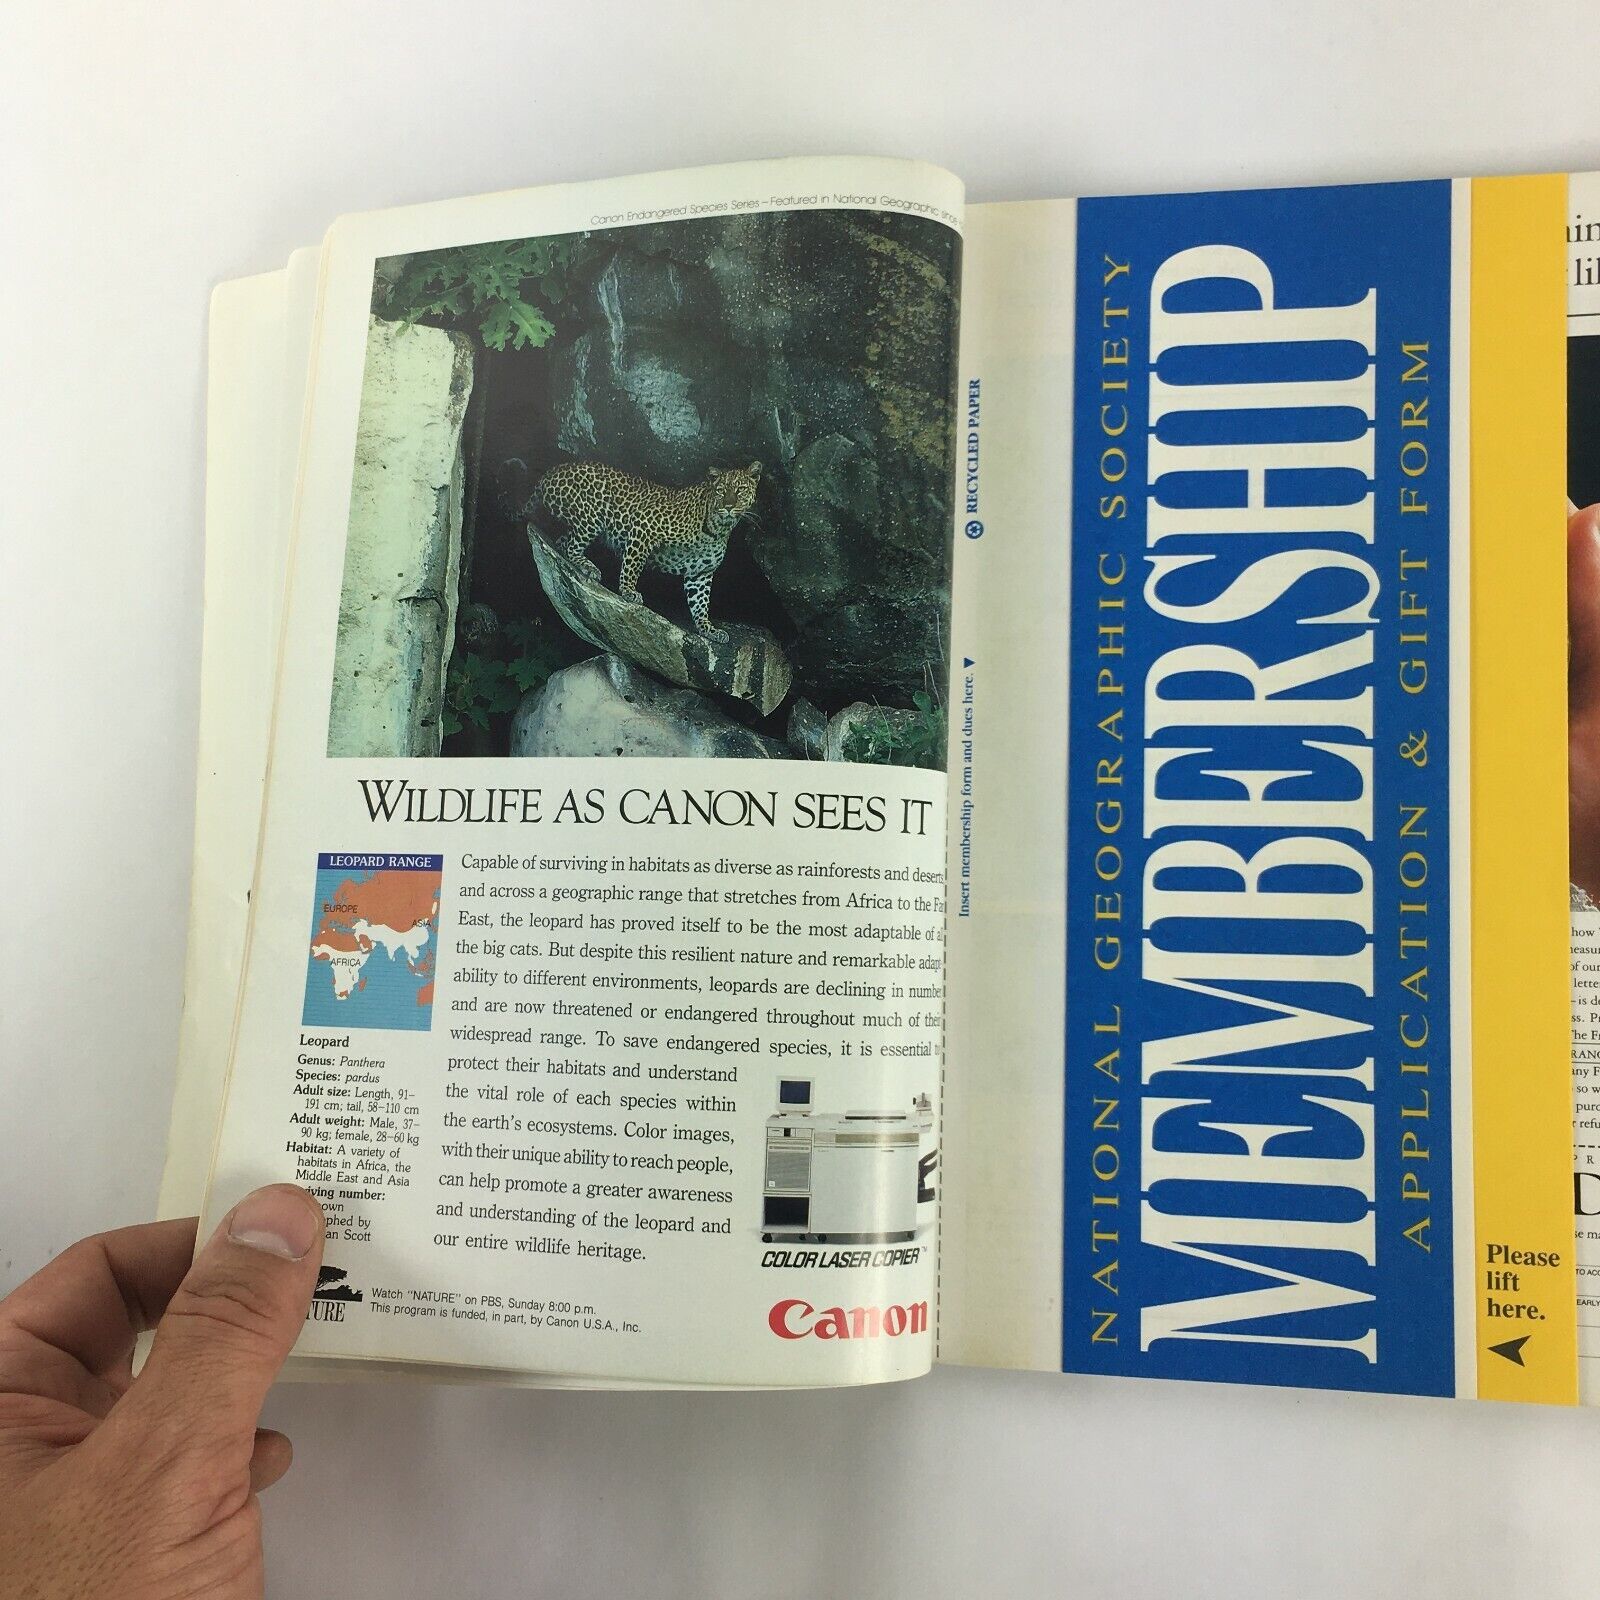 Canon Endangered Species Series – Featured in National Geographic since
WILDLIFE AS CANON SEES IT
LEOPARD RANGE
EUROPE
ASIA
AFRICA
Leopard
Genus: Panthera
Species: pardus
Adult size: Length, 91–
191 cm; tail, 58–110 cm
Adult weight: Male, 37–
90 kg; female, 28–60 kg
Habitat: A variety of
habitats in Africa, the
Middle East and Asia
number:
by
Scott
Capable of surviving in habitats as diverse as rainforests and deserts
and across a geographic range that stretches from Africa to the Far
East, the leopard has proved itself to be the most adaptable of
the big cats. But despite this resilient nature and remarkable adapt-
ability to different environments, leopards are declining in number
and are now threatened or endangered throughout much of their
widespread range. To save endangered species, it is essential
protect their habitats and understand
the vital role of each species within
the earth's ecosystems. Color images,
with their unique ability to reach people,
can help promote a greater awareness
and understanding of the leopard and
our entire wildlife heritage.
COLOR LASER COPIER™
Canon
Watch "NATURE" on PBS, Sunday 8:00 p.m.
This program is funded, in part, by Canon U.S.A., Inc.
RECYCLED PAPER
Insert membership form and dues here. ▼
NATIONAL GEOGRAPHIC SOCIETY
MEMBERSHIP
APPLICATION & GIFT FORM
Please
lift
here.
how
of our